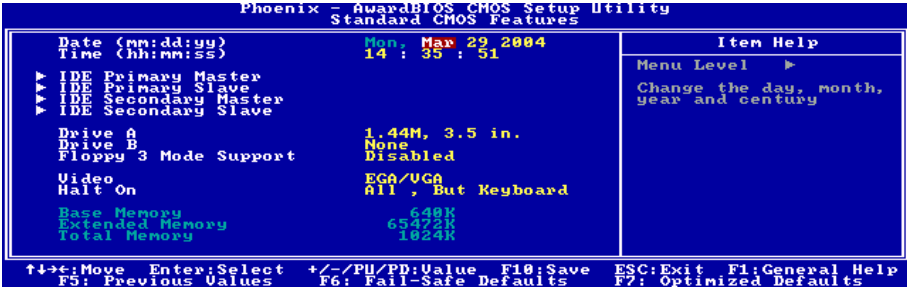 Phoenix - AwardBIOS CMOS Setup Utility
Standard CMOS Features
Date (mm:dd:yy) Mon, Mar 29 2004
Time (hh:mm:ss) 14 : 35 : 51
► IDE Primary Master
► IDE Primary Slave
► IDE Secondary Master
► IDE Secondary Slave
Drive A 1.44M, 3.5 in.
Drive B None
Floppy 3 Mode Support Disabled
Video EGA/VGA
Halt On All , But Keyboard
Base Memory 640K
Extended Memory 65472K
Total Memory 1024K
Item Help
Menu Level ►
Change the day, month,
year and century
↑↓→←:Move Enter:Select +/-/PU/PD:Value F10:Save ESC:Exit F1:General Help
F5: Previous Values F6: Fail-Safe Defaults F7: Optimized Defaults